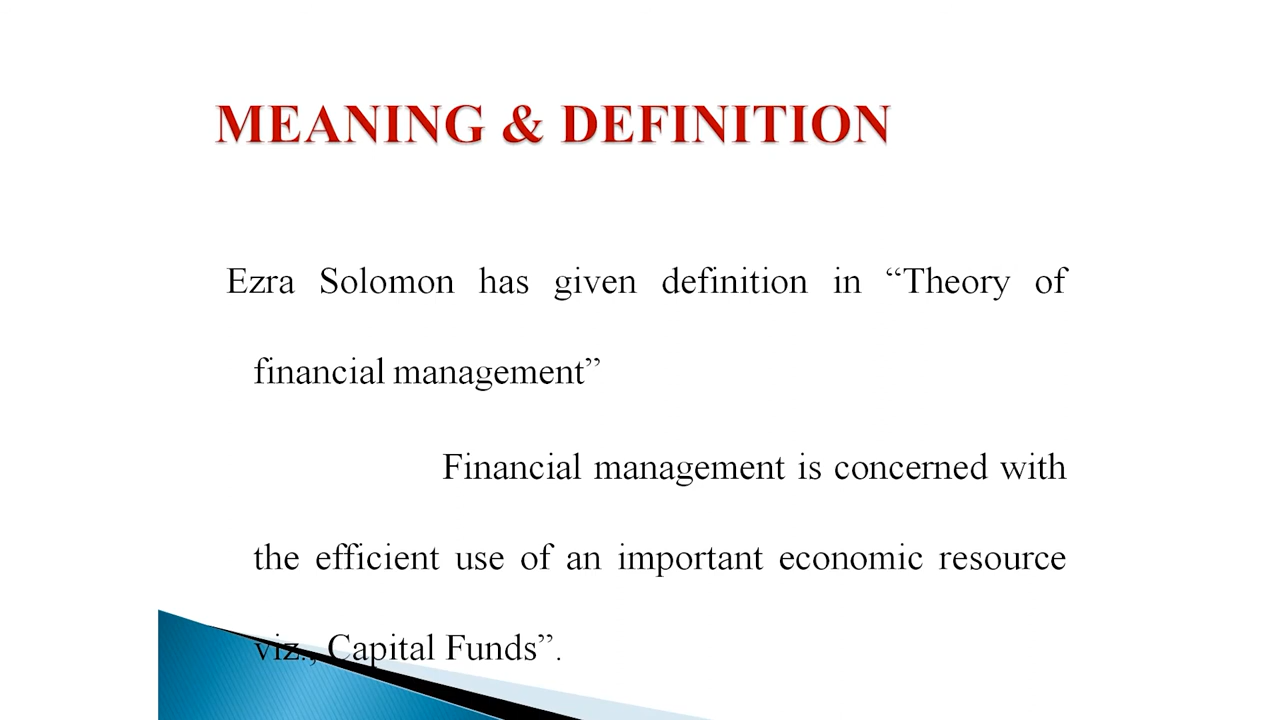 MEANING & DEFINITION
Ezra Solomon has given definition in “Theory of
financial management”
Financial management is concerned with
the efficient use of an important economic resource
viz., Capital Funds”.